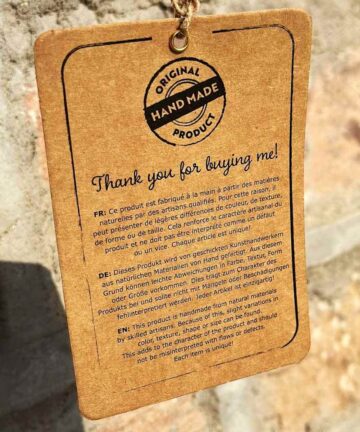 ORIGINAL
HAND MADE
PRODUCT
Thank you for buying me!
FR: Ce produit est fabriqué à la main à partir des matières
naturelles par des artisans qualifiés. Pour cette raison, il
peut présenter de légères différences de couleur, de texture,
de forme ou de taille. Cela renforce le caractère artisanal du
produit et ne doit pas être interprété comme un défaut
ou un vice. Chaque article est unique!
DE: Dieses Produkt wird von geschickten Kunsthandwerkern
aus natürlichen Materialien von Hand gefertigt. Aus diesem
Grund können leichte Abweichungen in Farbe, Textur, Form
oder Größe vorkommen. Dies trägt zum Charakter des
Produkts bei und sollte nicht mit Mängeln oder Beschädigungen
fehlinterpretiert werden. Jeder Artikel ist einzigartig!
EN: This product is handmade from natural materials
by skilled artisans. Because of this, slight variations in
color, texture, shape or size can be found.
This adds to the character of the product and should
not be misinterpreted with flaws or defects.
Each item is unique!